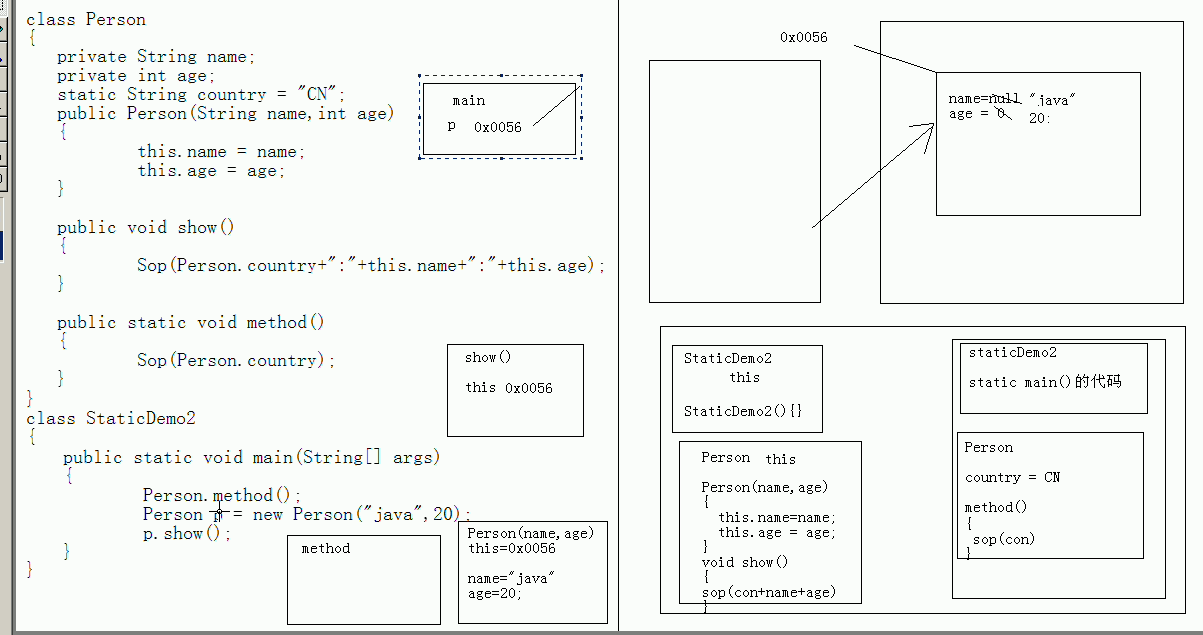 class Person
{
private String name;
private int age;
static String country = "CN";
public Person(String name,int age)
{
this.name = name;
this.age = age;
}
public void show()
{
Sop(Person.country+":"+this.name+":"+this.age);
}
public static void method()
{
Sop(Person.country);
}
}
class StaticDemo2
{
public static void main(String[] args)
{
Person.method();
Person p = new Person("java",20);
p.show();
}
}
main
p 0x0056
show()
this 0x0056
method
Person(name,age)
this=0x0056
name="java"
age=20;
0x0056
name=null "java"
age = 0 20:
StaticDemo2
this
StaticDemo2(){}
Person this
Person(name,age)
{
this.name=name;
this.age = age;
}
void show()
{
sop(con+name+age)
}
staticDemo2
static main()的代码
Person
country = CN
method()
{
sop(con)
}